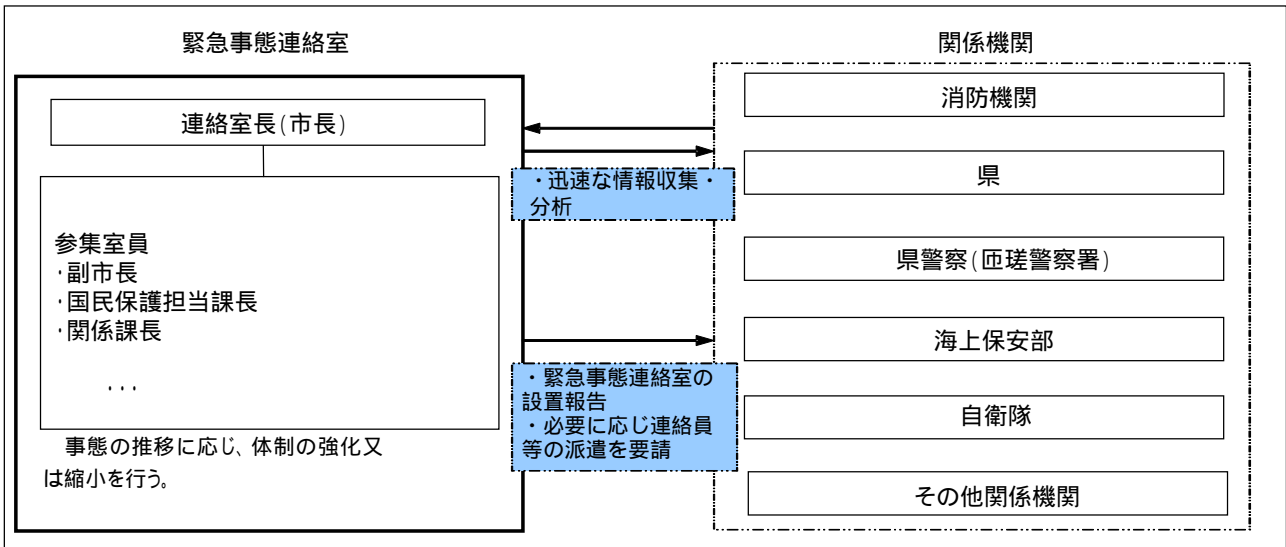 緊急事態連絡室
連絡室長(市長)
参集室員
・副市長
・国民保護担当課長
・関係課長
...
事態の推移に応じ、体制の強化又
は縮小を行う。
・迅速な情報収集・
分析
・緊急事態連絡室の
設置報告
・必要に応じ連絡員
等の派遣を要請
関係機関
消防機関
県
県警察(匝瑳警察署)
海上保安部
自衛隊
その他関係機関